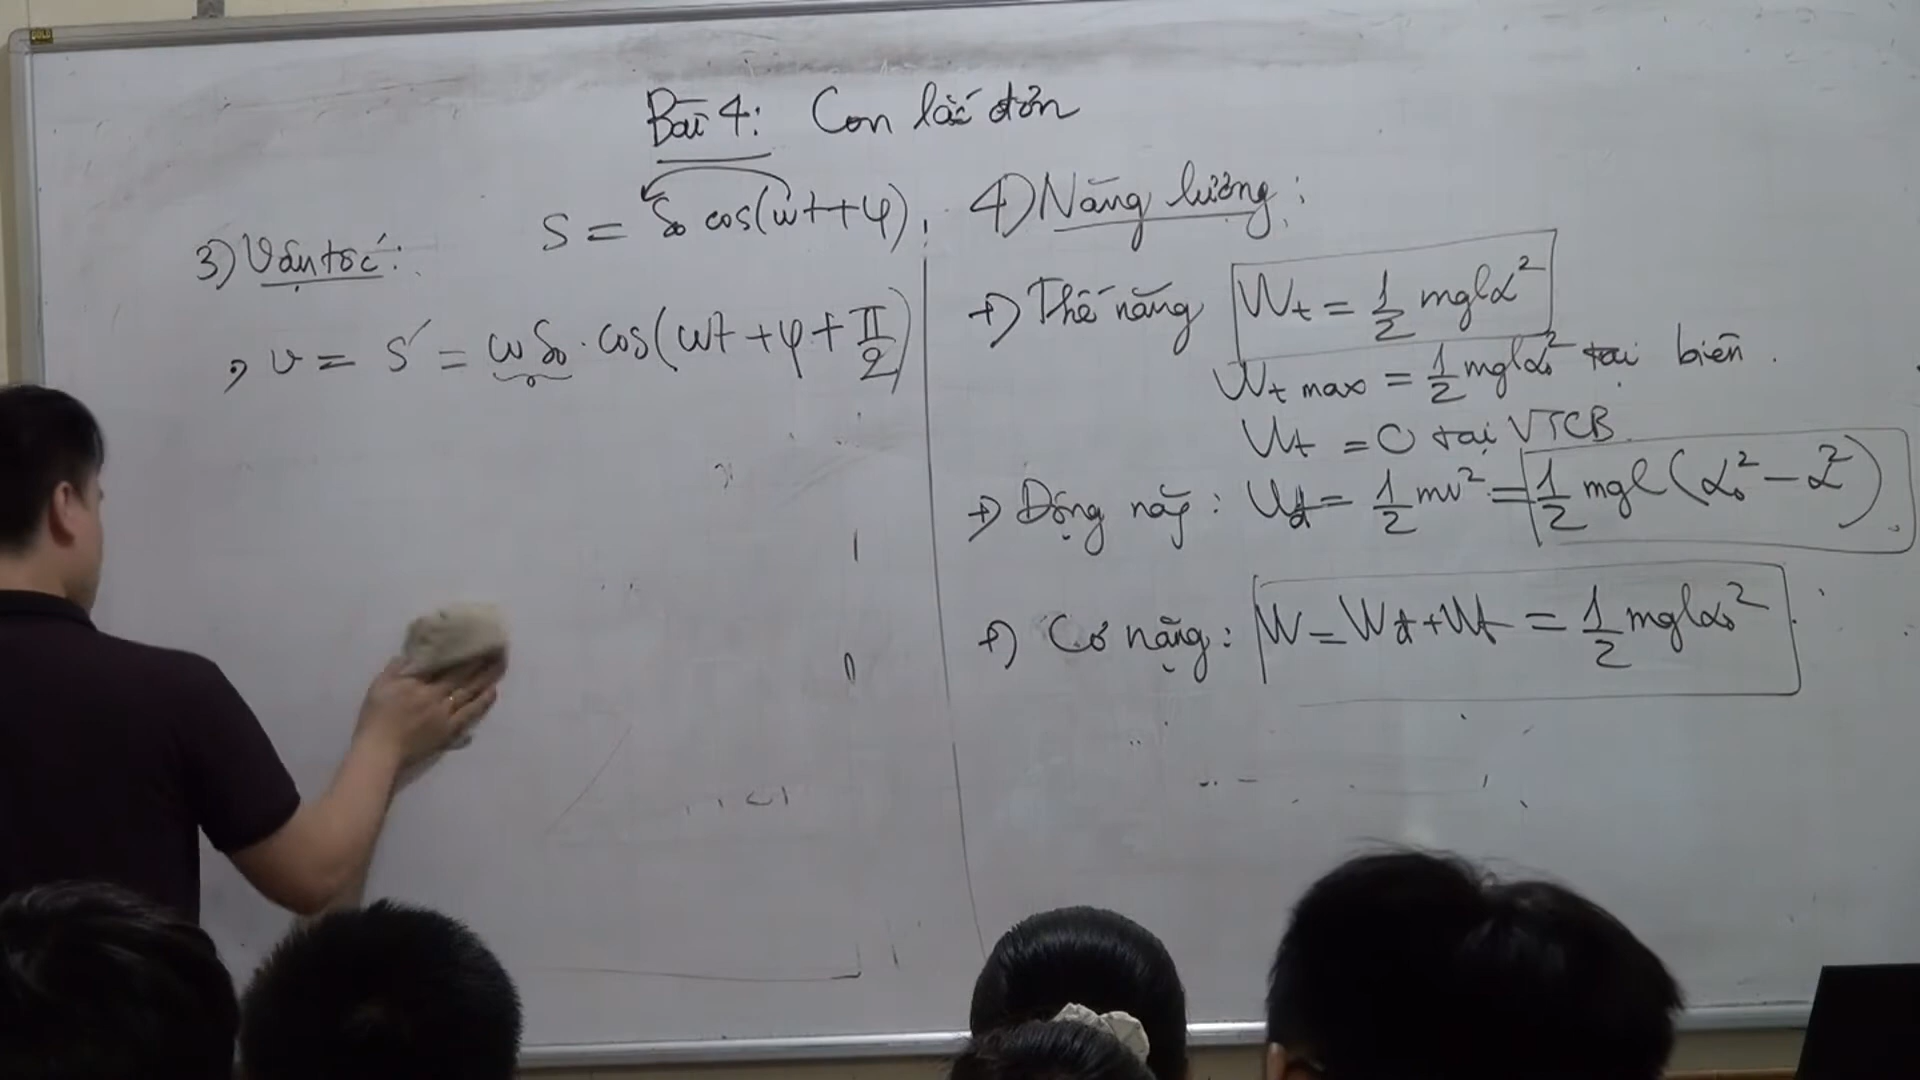 Bài 4: Con lắc đơn
S = S₀ cos(ωt+φ)
3) Vận tốc:
v = S' = ωS₀ . cos(ωt + φ + π/2)
4) Năng lượng:
+) Thế năng Wt = 1/2 mglα²
Wt max = 1/2 mglα₀² tại biên.
Wt = 0 tại VTCB.
+) Động năg: Wđ = 1/2 mv² = 1/2 mgl(α₀² - α²).
+) Cơ nặng: W = Wđ + Wt = 1/2 mglα₀²